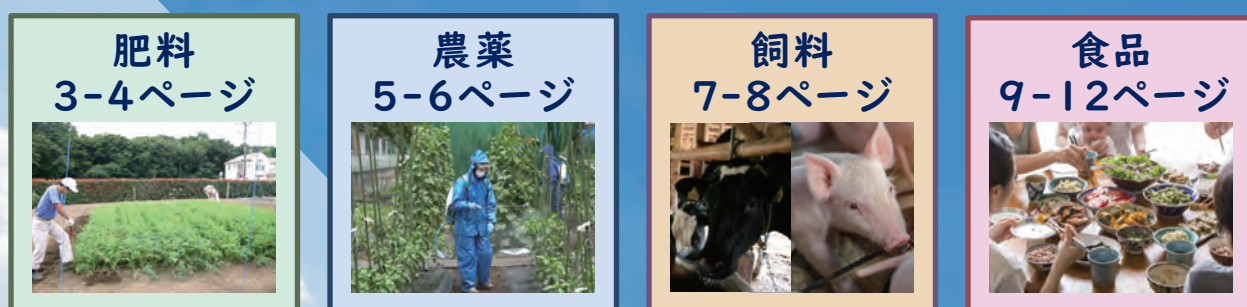 肥料
3-4ページ
農薬
5-6ページ
飼料
7-8ページ
食品
9-12ページ